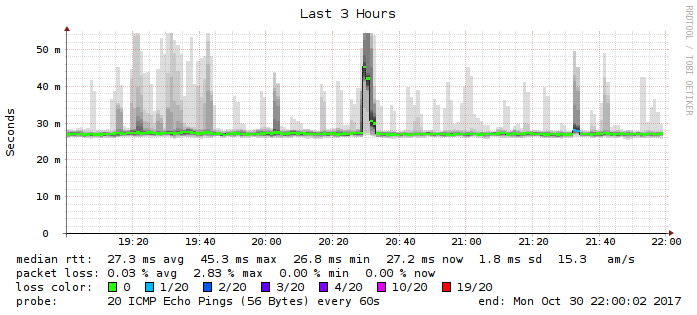 Last 3 Hours
RRDTOOL / TOBI OETIKER
Seconds
50 m
40 m
30 m
20 m
10 m
0
19:20 19:40 20:00 20:20 20:40 21:00 21:20 21:40 22:00
median rtt: 27.3 ms avg 45.3 ms max 26.8 ms min 27.2 ms now 1.8 ms sd 15.3 am/s
packet loss: 0.03 % avg 2.83 % max 0.00 % min 0.00 % now
loss color: 0 1/20 2/20 3/20 4/20 10/20 19/20
probe: 20 ICMP Echo Pings (56 Bytes) every 60s end: Mon Oct 30 22:00:02 2017